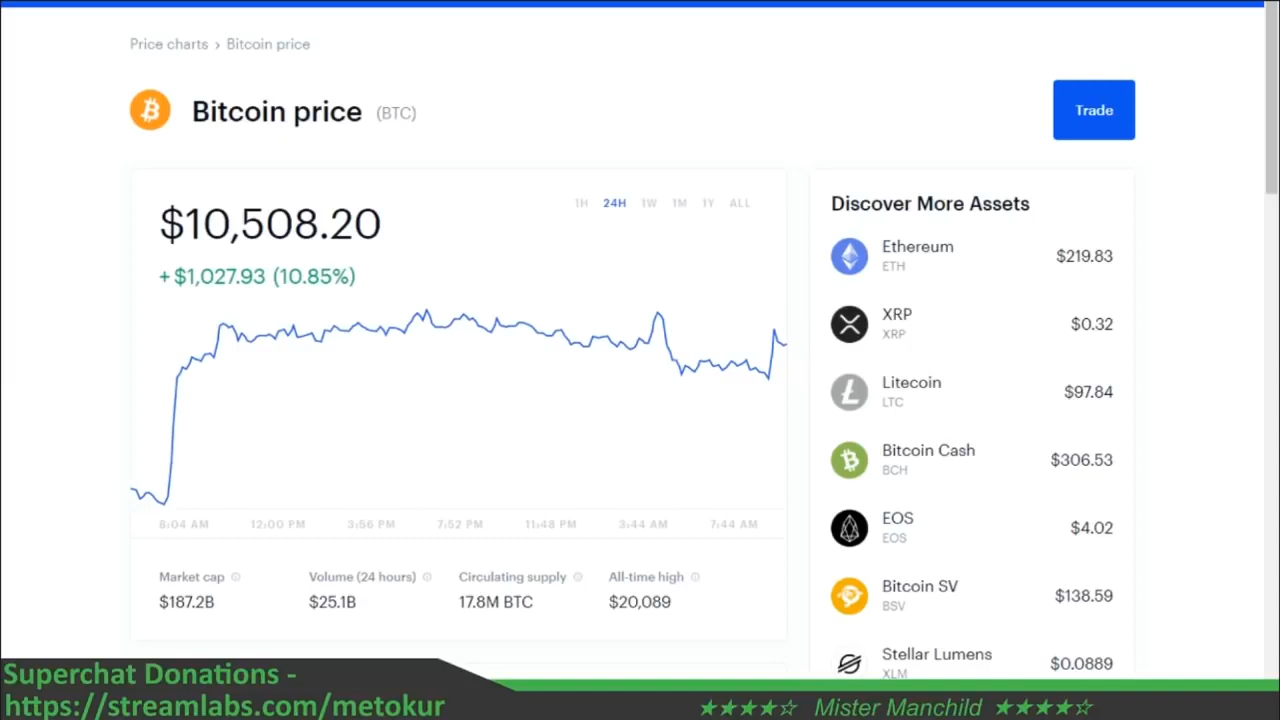 Price charts › Bitcoin price
Bitcoin price (BTC)
Trade
$10,508.20
+ $1,027.93 (10.85%)
1H 24H 1W 1M 1Y ALL
8:04 AM 12:00 PM 3:56 PM 7:52 PM 11:48 PM 3:44 AM 7:44 AM
Market cap Volume (24 hours) Circulating supply All-time high
$187.2B $25.1B 17.8M BTC $20,089
Discover More Assets
Ethereum
ETH
$219.83
XRP
XRP
$0.32
Litecoin
LTC
$97.84
Bitcoin Cash
BCH
$306.53
EOS
EOS
$4.02
Bitcoin SV
BSV
$138.59
Stellar Lumens
XLM
$0.0889
Superchat Donations -
https://streamlabs.com/metokur
★★★★☆ Mister Manchild ★★★★☆